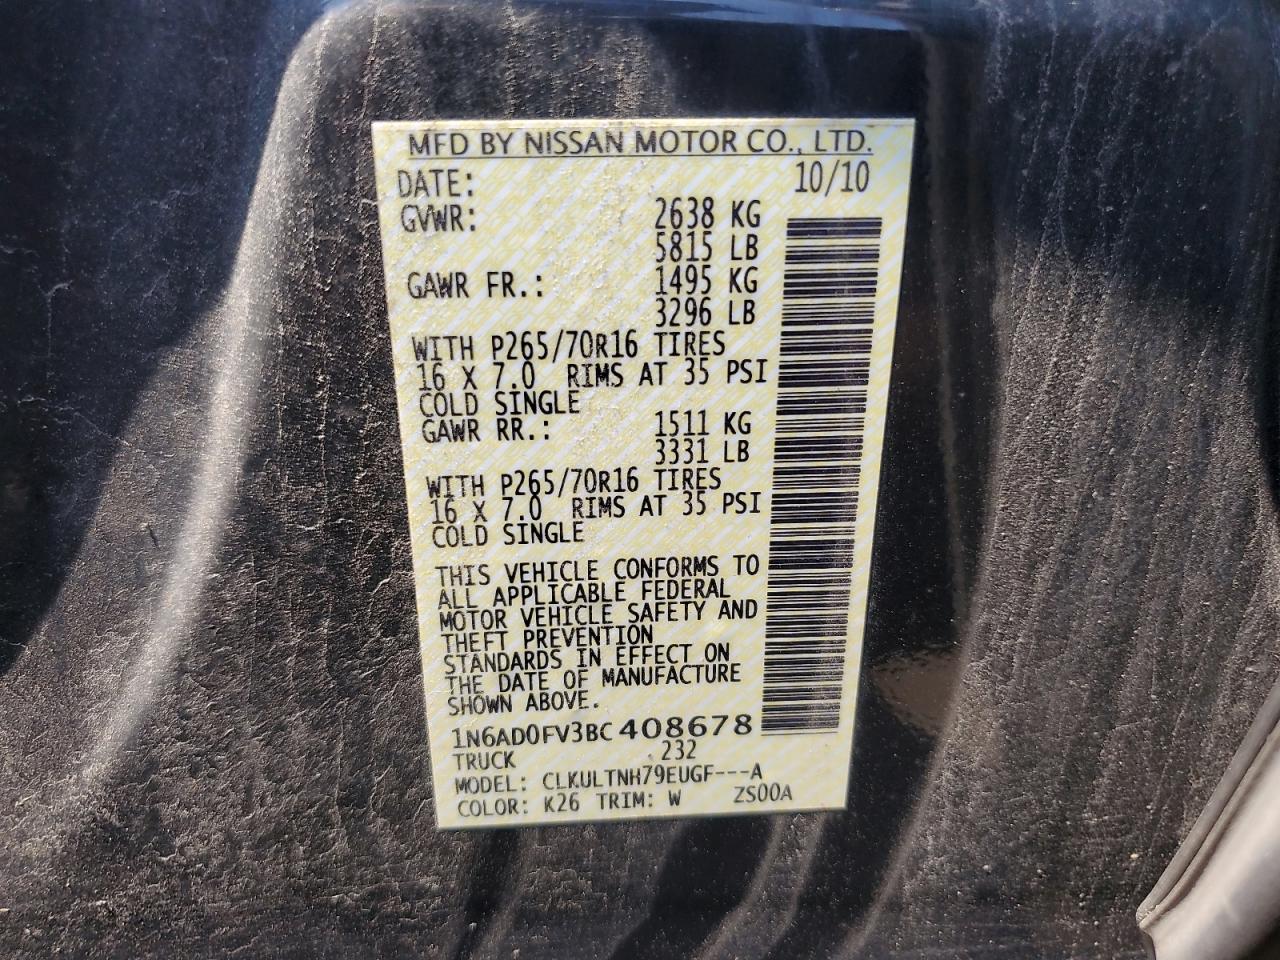 MFD BY NISSAN MOTOR CO., LTD.
DATE: 10/10
GVWR: 2638 KG
5815 LB
GAWR FR.: 1495 KG
3296 LB
WITH P265/70R16 TIRES
16 X 7.0 RIMS AT 35 PSI
COLD SINGLE
GAWR RR.: 1511 KG
3331 LB
WITH P265/70R16 TIRES
16 X 7.0 RIMS AT 35 PSI
COLD SINGLE
THIS VEHICLE CONFORMS TO
ALL APPLICABLE FEDERAL
MOTOR VEHICLE SAFETY AND
THEFT PREVENTION
STANDARDS IN EFFECT ON
THE DATE OF MANUFACTURE
SHOWN ABOVE.
1N6AD0FV3BC408678
TRUCK 232
MODEL: CLKULTNH79EUGF---A
COLOR: K26 TRIM: W ZS00A